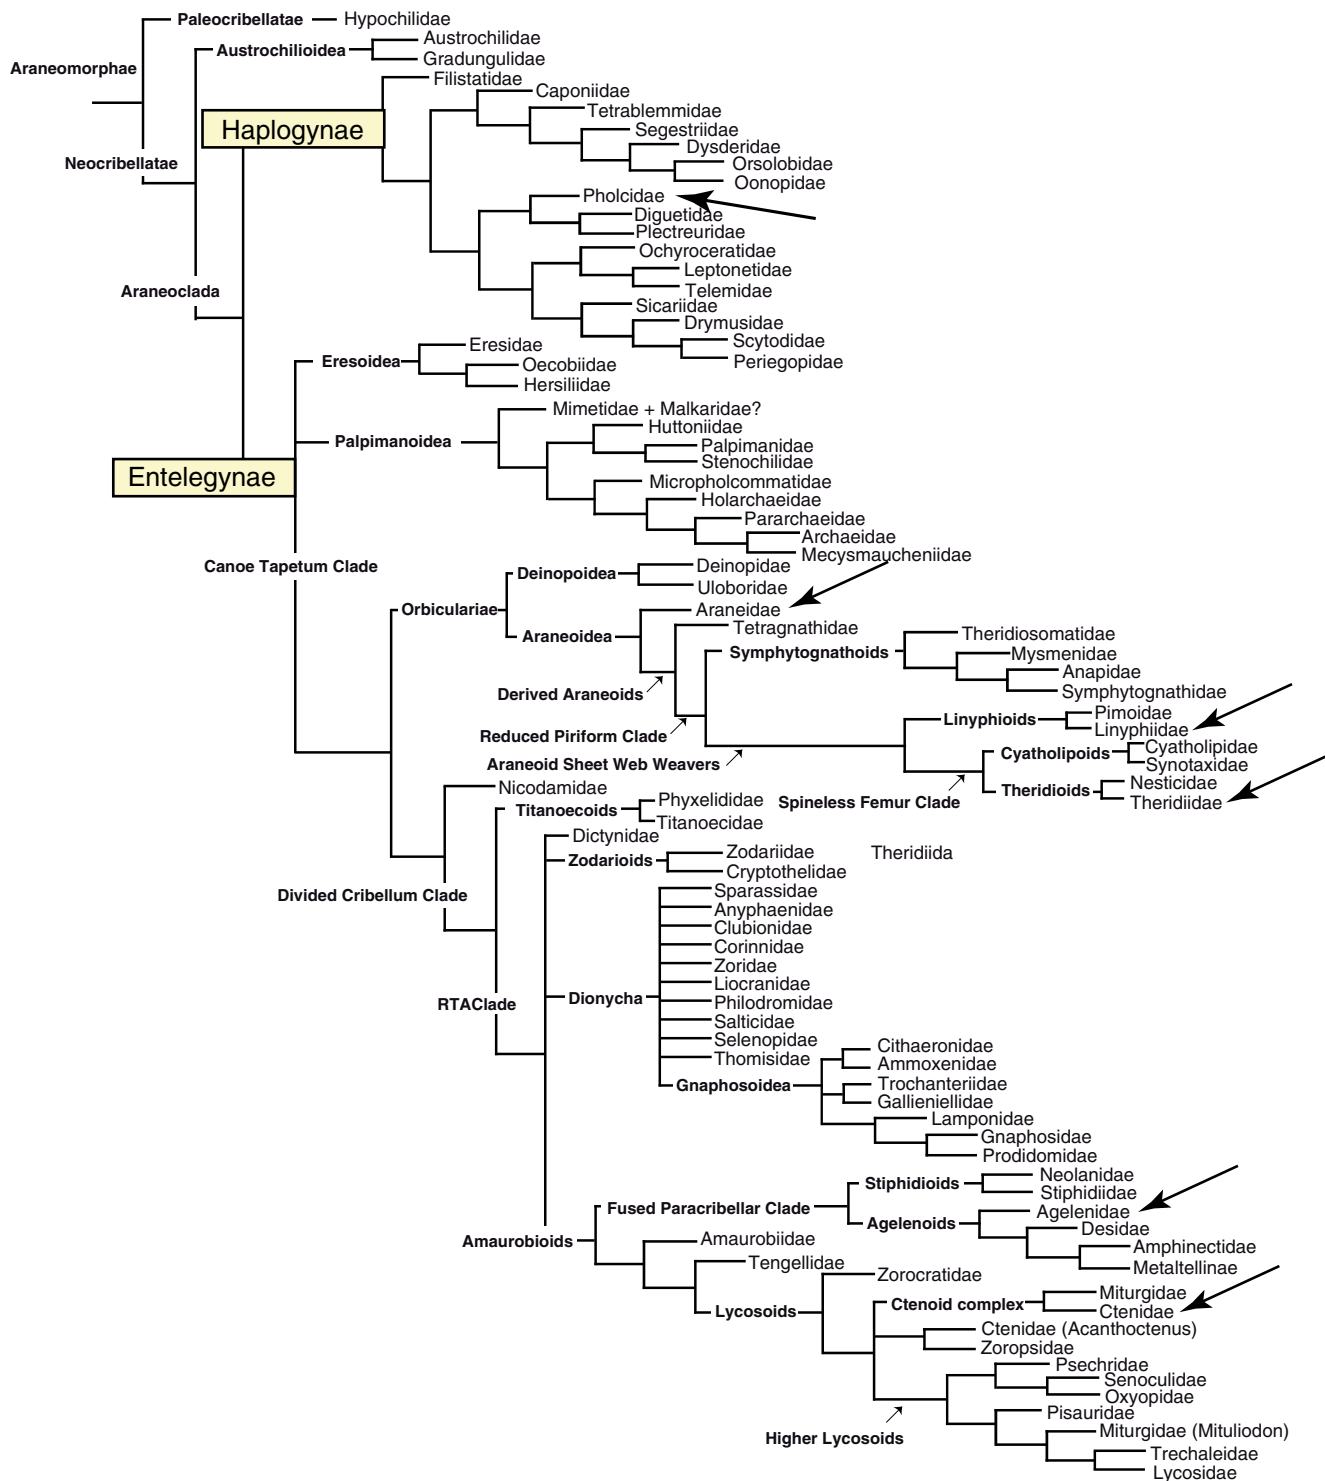 Paleocribellatae
Hypochilidae
Austrochilidae
Austrochilioidea
Gradungulidae
Araneomorphae
Filistatidae
Caponiidae
Tetrablemmidae
Haplogynae
Segestriidae
Dysderidae
Neocribellatae
Orsolobidae
Oonopidae
Pholcidae
Diguetidae
Plectreuridae
Ochyroceratidae
Leptonetidae
Araneoclada
Telemidae
Sicariidae
Drymusidae
Scytodidae
Periegopidae
Eresidae
Eresoidea
Oecobiidae
Hersiliidae
Mimetidae + Malkaridae?
Huttoniidae
Palpimanoidea
Palpimanidae
Stenochilidae
Entelegynae
Micropholcommatidae
Holarchaeidae
Pararchaeidae
Archaeidae
Mecysmaucheniidae
Canoe Tapetum Clade
Deinopidae
Deinopoidea
Uloboridae
Orbiculariae
Araneidae
Tetragnathidae
Araneoidea
Theridiosomatidae
Symphytognathoids
Mysmenidae
Anapidae
Symphytognathidae
Derived Araneoids
Pimoidae
Linyphioids
Linyphiidae
Reduced Piriform Clade
Cyatholipidae
Cyatholipoids
Synotaxidae
Araneoid Sheet Web Weavers
Nesticidae
Theridioids
Theridiidae
Spineless Femur Clade
Nicodamidae
Phyxelididae
Titanoecoids
Titanoecidae
Dictynidae
Zodariidae
Theridiida
Zodarioids
Cryptothelidae
Sparassidae
Divided Cribellum Clade
Anyphaenidae
Clubionidae
Corinnidae
Zoridae
Liocranidae
Dionycha
RTAClade
Philodromidae
Salticidae
Selenopidae
Thomisidae
Cithaeronidae
Ammoxenidae
Gnaphosoidea
Trochanteriidae
Gallieniellidae
Lamponidae
Gnaphosidae
Prodidomidae
Neolanidae
Stiphidioids
Stiphidiidae
Fused Paracribellar Clade
Agelenidae
Agelenoids
Desidae
Amaurobioids
Amaurobiidae
Amphinectidae
Tengellidae
Metaltellinae
Zorocratidae
Miturgidae
Ctenoid complex
Lycosoids
Ctenidae
Ctenidae (Acanthoctenus)
Zoropsidae
Psechridae
Senoculidae
Oxyopidae
Pisauridae
Higher Lycosoids
Miturgidae (Mituliodon)
Trechaleidae
Lycosidae